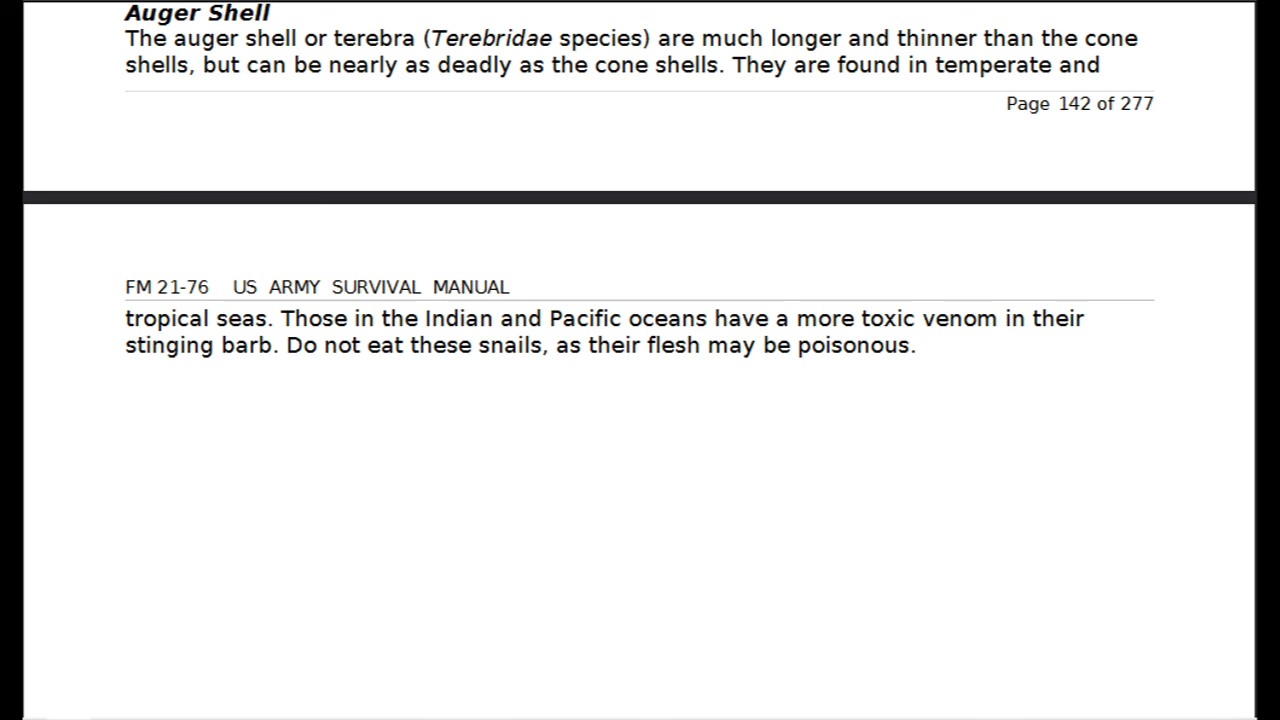 Auger Shell
The auger shell or terebra (Terebridae species) are much longer and thinner than the cone
shells, but can be nearly as deadly as the cone shells. They are found in temperate and
Page 142 of 277
FM 21-76 US ARMY SURVIVAL MANUAL
tropical seas. Those in the Indian and Pacific oceans have a more toxic venom in their
stinging barb. Do not eat these snails, as their flesh may be poisonous.